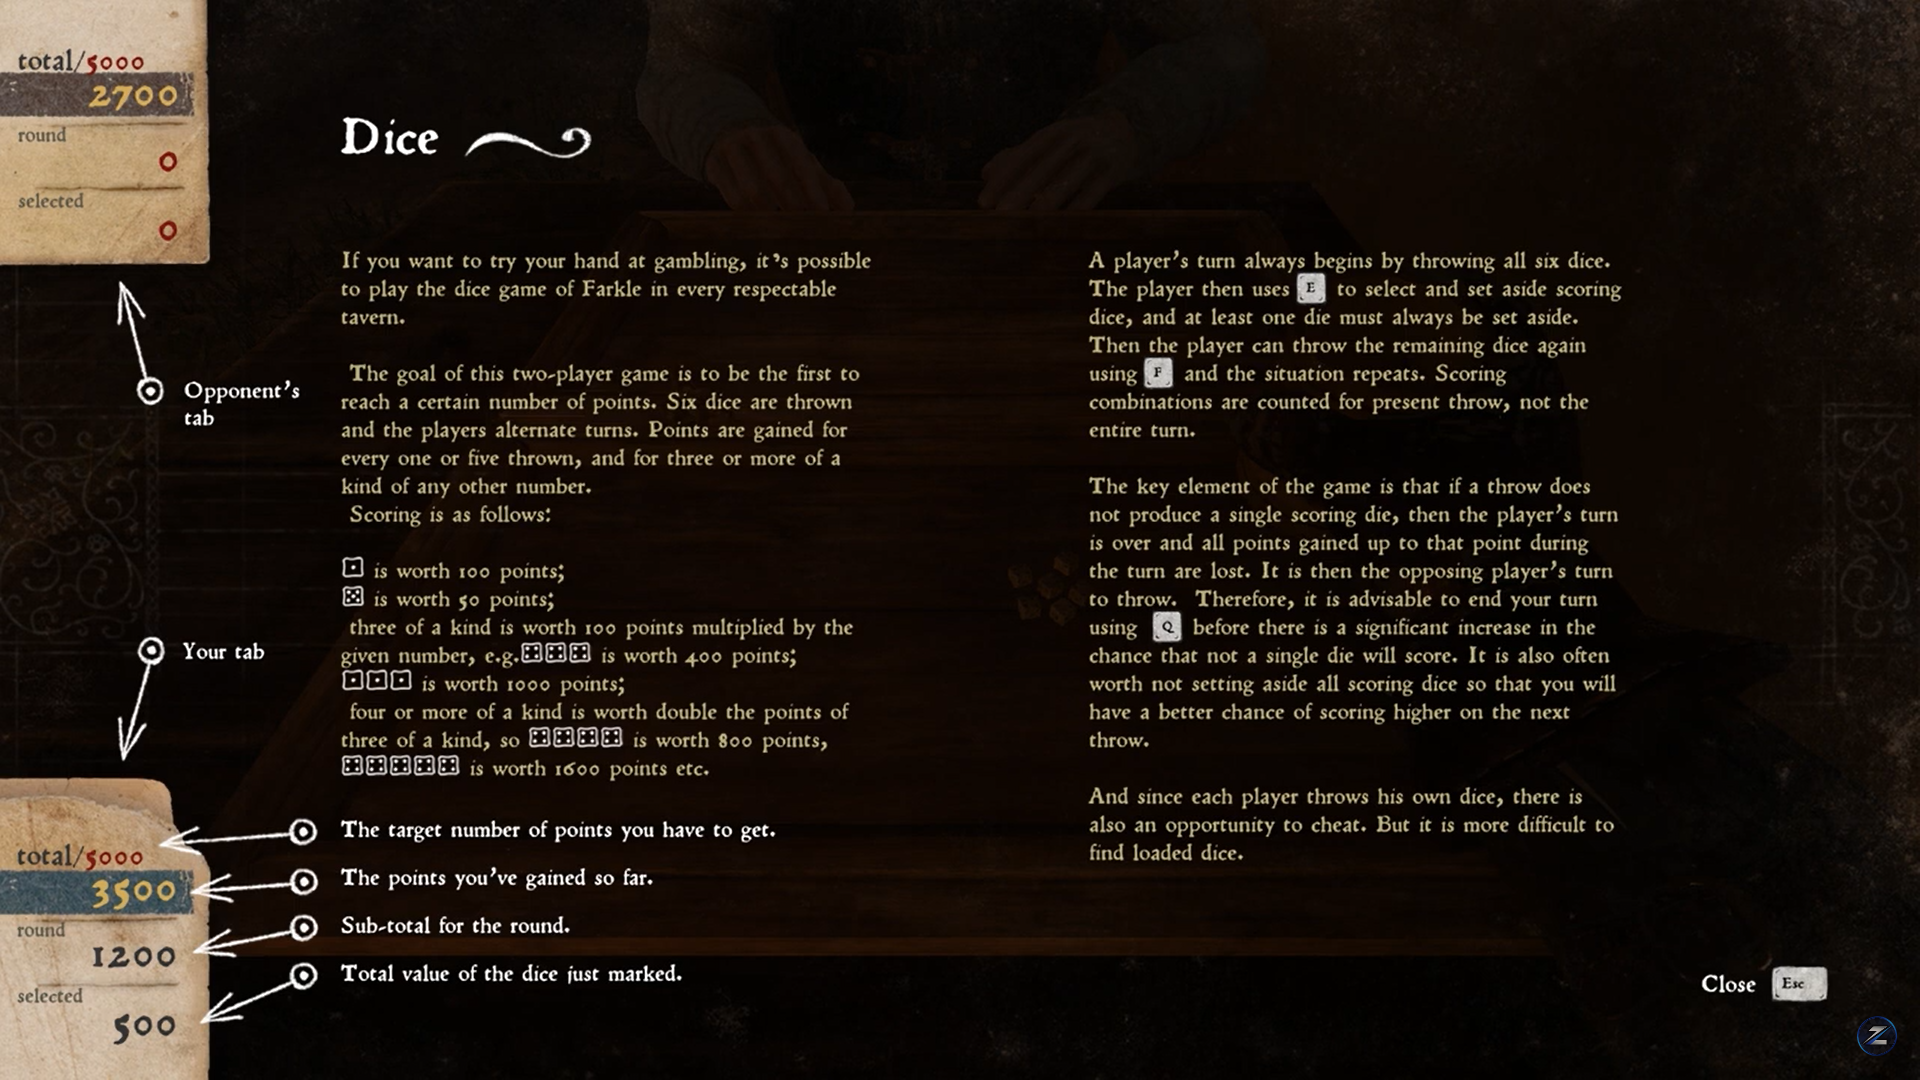 total/5000
2700
round
0
selected
0
Opponent's
tab
Your tab
total/5000
3500
round
1200
selected
500
Dice
If you want to try your hand at gambling, it's possible
to play the dice game of Farkle in every respectable
tavern.
The goal of this two-player game is to be the first to
reach a certain number of points. Six dice are thrown
and the players alternate turns. Points are gained for
every one or five thrown, and for three or more of a
kind of any other number.
Scoring is as follows:
is worth 100 points;
is worth 50 points;
three of a kind is worth 100 points multiplied by the
given number, e.g. is worth 400 points;
is worth 1000 points;
four or more of a kind is worth double the points of
three of a kind, so is worth 800 points,
is worth 1600 points etc.
The target number of points you have to get.
The points you've gained so far.
Sub-total for the round.
Total value of the dice just marked.
A player's turn always begins by throwing all six dice.
The player then uses E to select and set aside scoring
dice, and at least one die must always be set aside.
Then the player can throw the remaining dice again
using F and the situation repeats. Scoring
combinations are counted for present throw, not the
entire turn.
The key element of the game is that if a throw does
not produce a single scoring die, then the player's turn
is over and all points gained up to that point during
the turn are lost. It is then the opposing player's turn
to throw. Therefore, it is advisable to end your turn
using Q before there is a significant increase in the
chance that not a single die will score. It is also often
worth not setting aside all scoring dice so that you will
have a better chance of scoring higher on the next
throw.
And since each player throws his own dice, there is
also an opportunity to cheat. But it is more difficult to
find loaded dice.
Close Esc
Z